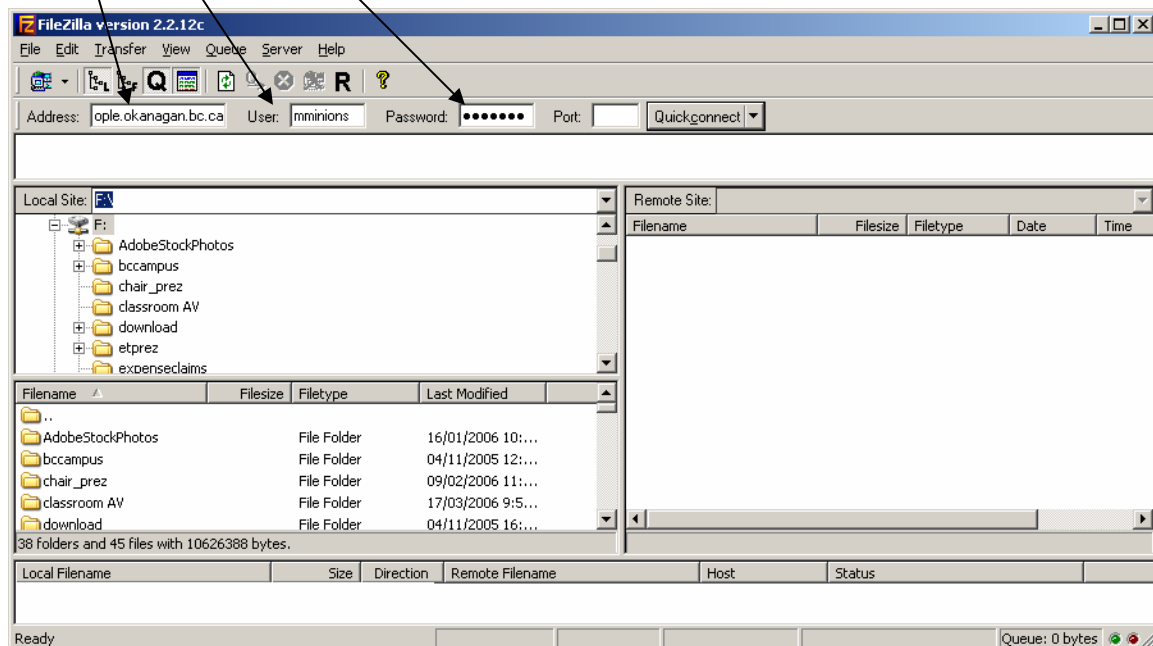 FileZilla version 2.2.12c
File Edit Transfer View Queue Server Help
Address: ople.okanagan.bc.ca User: mminions Password: ●●●●●●● Port: Quickconnect
Local Site: F:\ Remote Site:
F:
AdobeStockPhotos
bccampus
chair_prez
classroom AV
download
etprez
expenseclaims
Filename Filesize Filetype Date Time
Filename Filesize Filetype Last Modified
..
AdobeStockPhotos File Folder 16/01/2006 10:...
bccampus File Folder 04/11/2005 12:...
chair_prez File Folder 09/02/2006 11:...
classroom AV File Folder 17/03/2006 9:5...
download File Folder 04/11/2005 16:...
38 folders and 45 files with 10626388 bytes.
Local Filename Size Direction Remote Filename Host Status
Ready Queue: 0 bytes